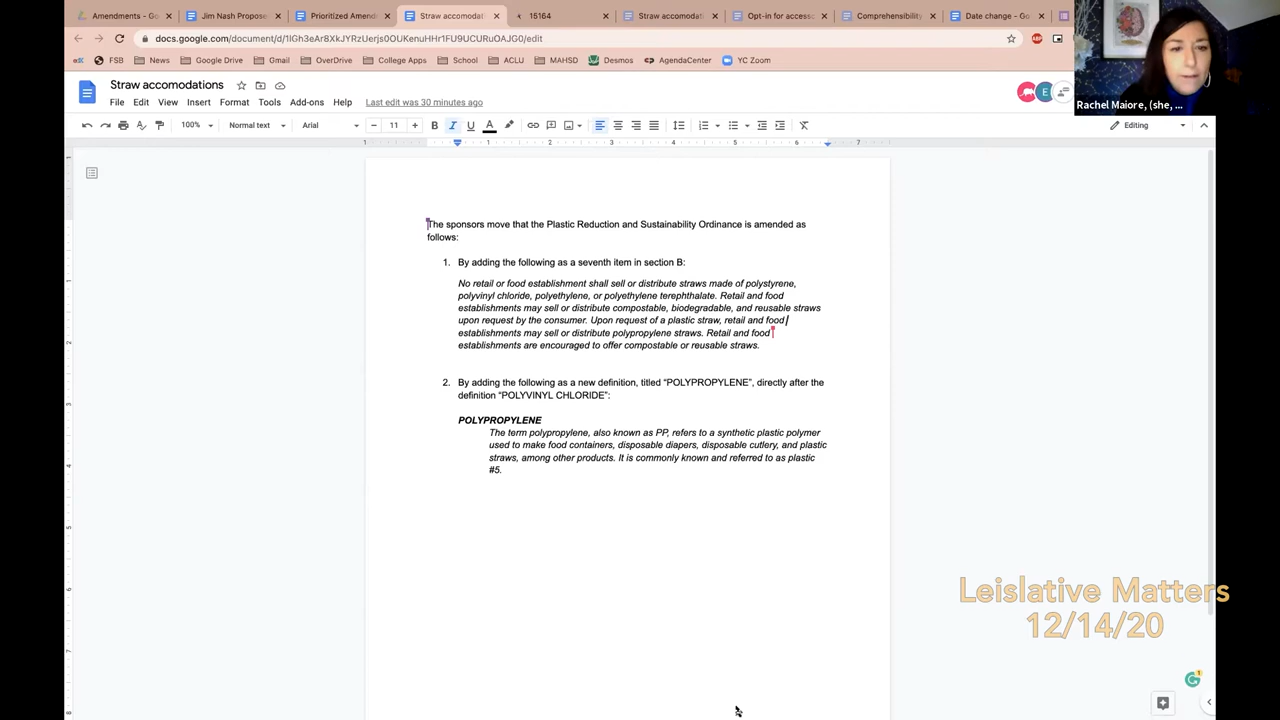 Amendments - Go
Jim Nash Propose
Prioritized Amend
Straw accomodati
15164
Straw accomodati
Opt-in for access
Comprehensibility
Date change - Go
docs.google.com/document/d/
/edit
FSB
News
Google Drive
Gmail
OverDrive
College Apps
School
ACLU
MAHSD
Desmos
AgendaCenter
YC Zoom
Straw accomodations
File Edit View Insert Format Tools Add-ons Help Last edit was 30 minutes ago
E
100% Normal text Arial 11 B I U A Editing
1 1 2 3 4 5 6 7
Rachel Maiore, (she, ...
The sponsors move that the Plastic Reduction and Sustainability Ordinance is amended as
follows:
1. By adding the following as a seventh item in section B:
No retail or food establishment shall sell or distribute straws made of polystyrene,
polyvinyl chloride, polyethylene, or polyethylene terephthalate. Retail and food
establishments may sell or distribute compostable, biodegradable, and reusable straws
upon request by the consumer. Upon request of a plastic straw, retail and food
establishments may sell or distribute polypropylene straws. Retail and food
establishments are encouraged to offer compostable or reusable straws.
2. By adding the following as a new definition, titled “POLYPROPYLENE”, directly after the
definition “POLYVINYL CHLORIDE”:
POLYPROPYLENE
The term polypropylene, also known as PP, refers to a synthetic plastic polymer
used to make food containers, disposable diapers, disposable cutlery, and plastic
straws, among other products. It is commonly known and referred to as plastic
#5.
Leislative Matters
12/14/20